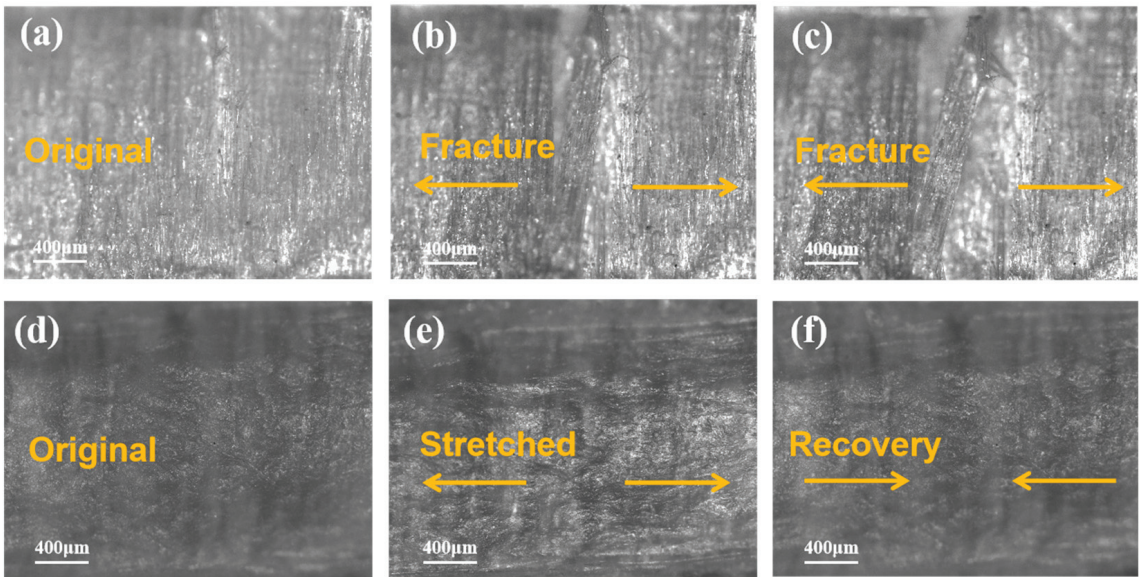 (a)
Original
400μm
(b)
Fracture
400μm
(c)
Fracture
400μm
(d)
Original
400μm
(e)
Stretched
400μm
(f)
Recovery
400μm